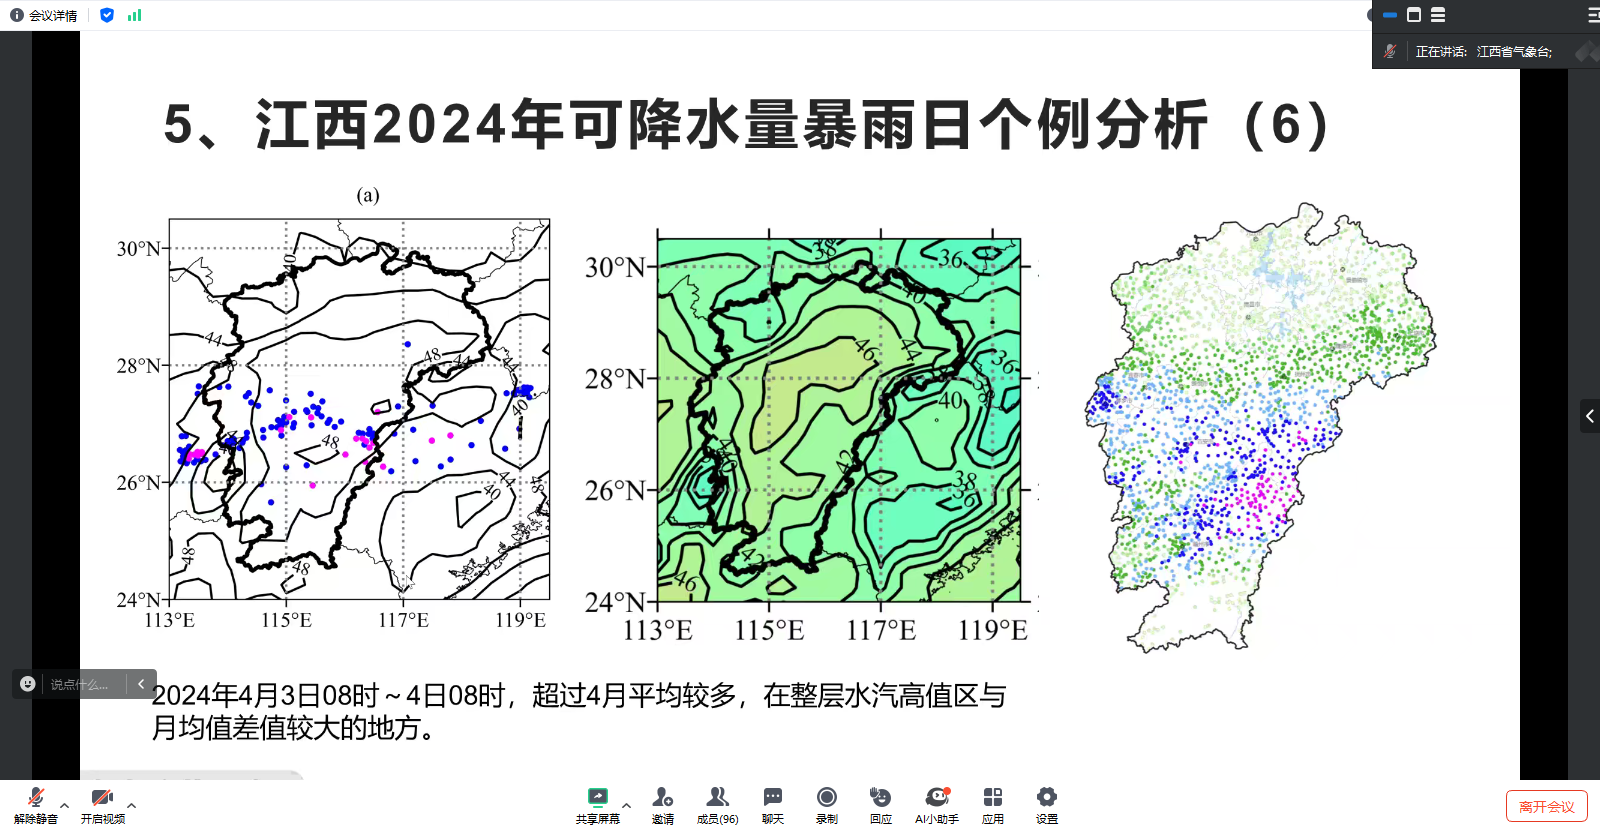 会议详情
正在讲话: 江西省气象台;
5、江西2024年可降水量暴雨日个例分析（6）
(a)
30°N
28°N
26°N
24°N
113°E
115°E
117°E
119°E
40
44
48
48
44
44
40
48
44
40
48
48
48
30°N
28°N
26°N
24°N
113°E
115°E
117°E
119°E
38
36
40
46
44
36
38
40
42
38
36
42
46
说点什么...
2024年4月3日08时～4日08时，超过4月平均较多，在整层水汽高值区与
月均值差值较大的地方。
解除静音
开启视频
共享屏幕
邀请
成员(96)
聊天
录制
回应
AI小助手
应用
设置
离开会议